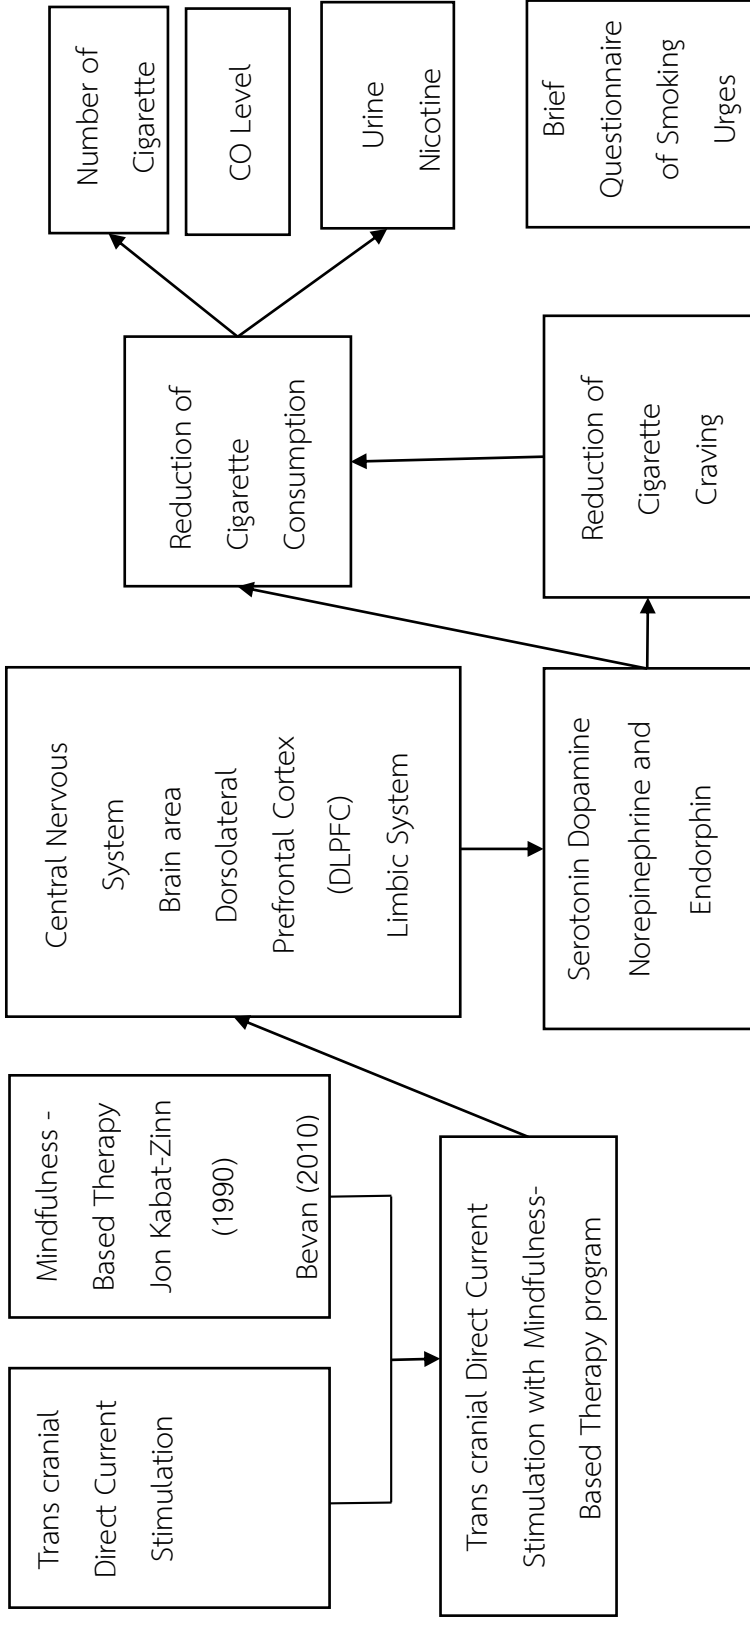 Trans cranial
Direct Current
Stimulation
Mindfulness -
Based Therapy
Jon Kabat-Zinn
(1990)
Bevan (2010)
Trans cranial Direct Current
Stimulation with Mindfulness-
Based Therapy program
Central Nervous
System
Brain area
Dorsolateral
Prefrontal Cortex
(DLPFC)
Limbic System
Serotonin Dopamine
Norepinephrine and
Endorphin
Reduction of
Cigarette
Consumption
Reduction of
Cigarette
Craving
Number of
Cigarette
CO Level
Urine
Nicotine
Brief
Questionnaire
of Smoking
Urges